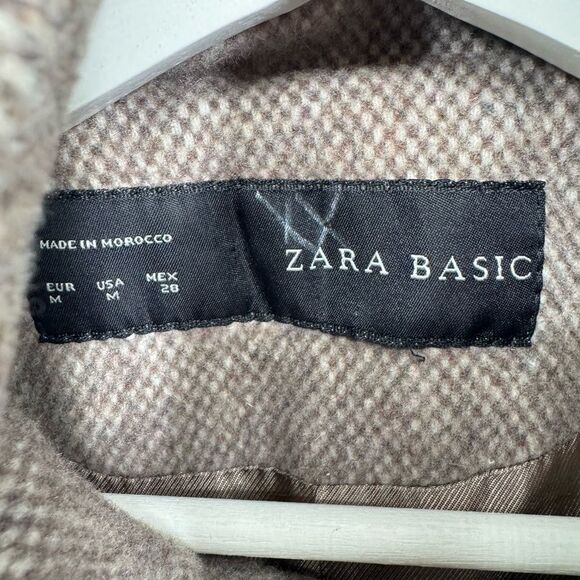 MADE IN MOROCCO
EUR USA MEX
M M 28
ZARA BASIC